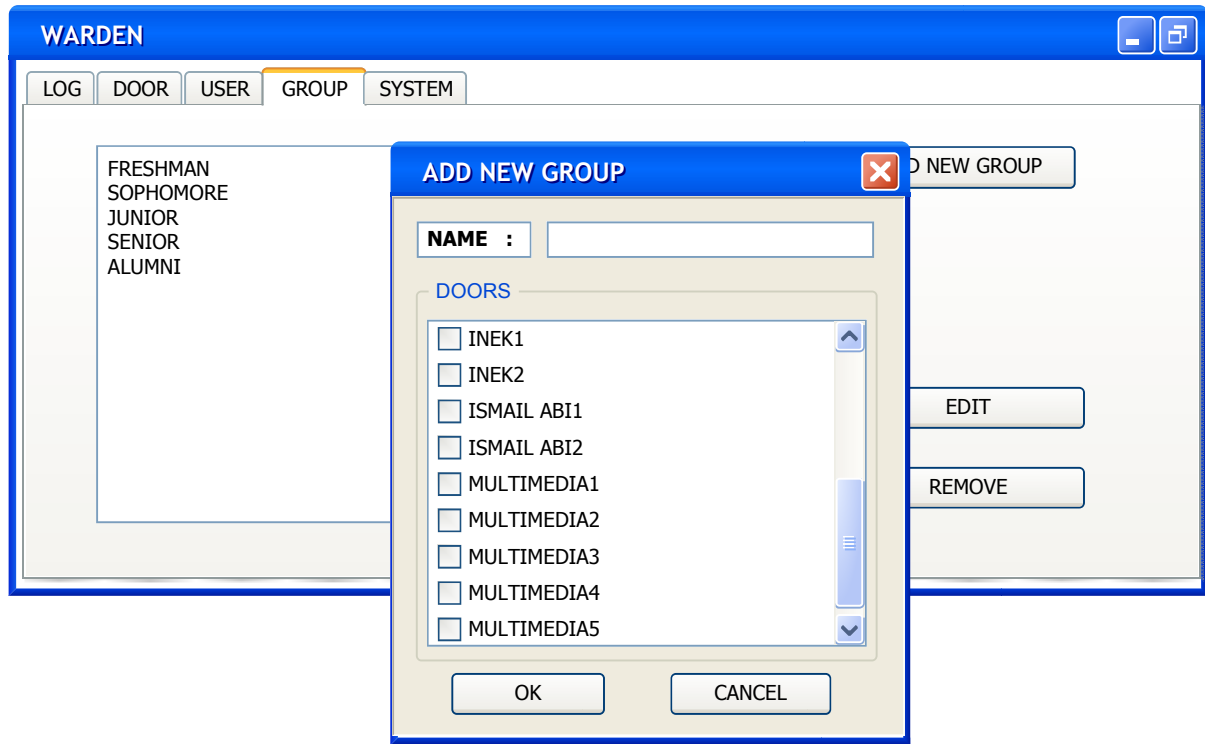 WARDEN
LOG DOOR USER GROUP SYSTEM
FRESHMAN
SOPHOMORE
JUNIOR
SENIOR
ALUMNI
NEW GROUP
EDIT
REMOVE
ADD NEW GROUP
NAME :
DOORS
INEK1
INEK2
ISMAIL ABI1
ISMAIL ABI2
MULTIMEDIA1
MULTIMEDIA2
MULTIMEDIA3
MULTIMEDIA4
MULTIMEDIA5
OK CANCEL